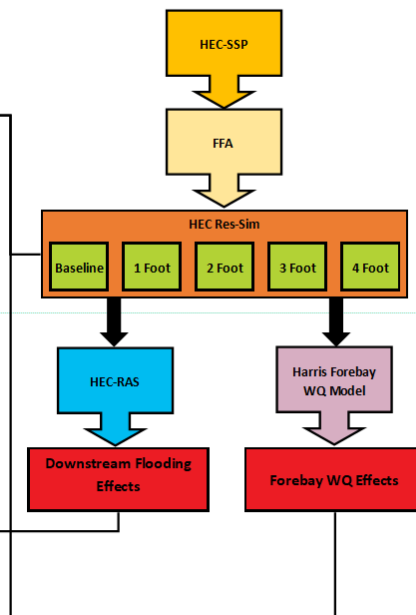 HEC-SSP
FFA
HEC Res-Sim
Baseline
1 Foot
2 Foot
3 Foot
4 Foot
HEC-RAS
Harris Forebay
WQ Model
Downstream Flooding
Effects
Forebay WQ Effects